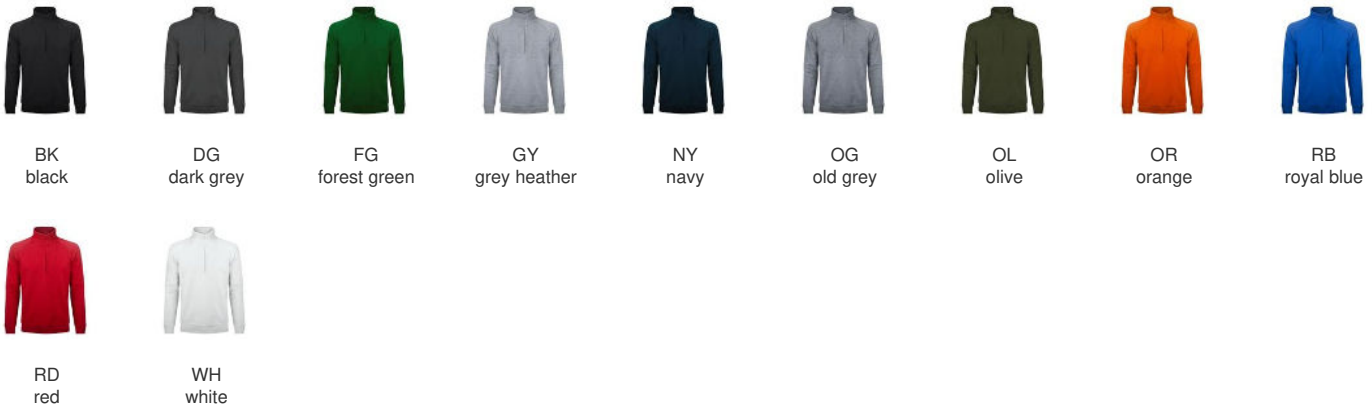 BK
black
DG
dark grey
FG
forest green
GY
grey heather
NY
navy
OG
old grey
OL
olive
OR
orange
RB
royal blue
RD
red
WH
white